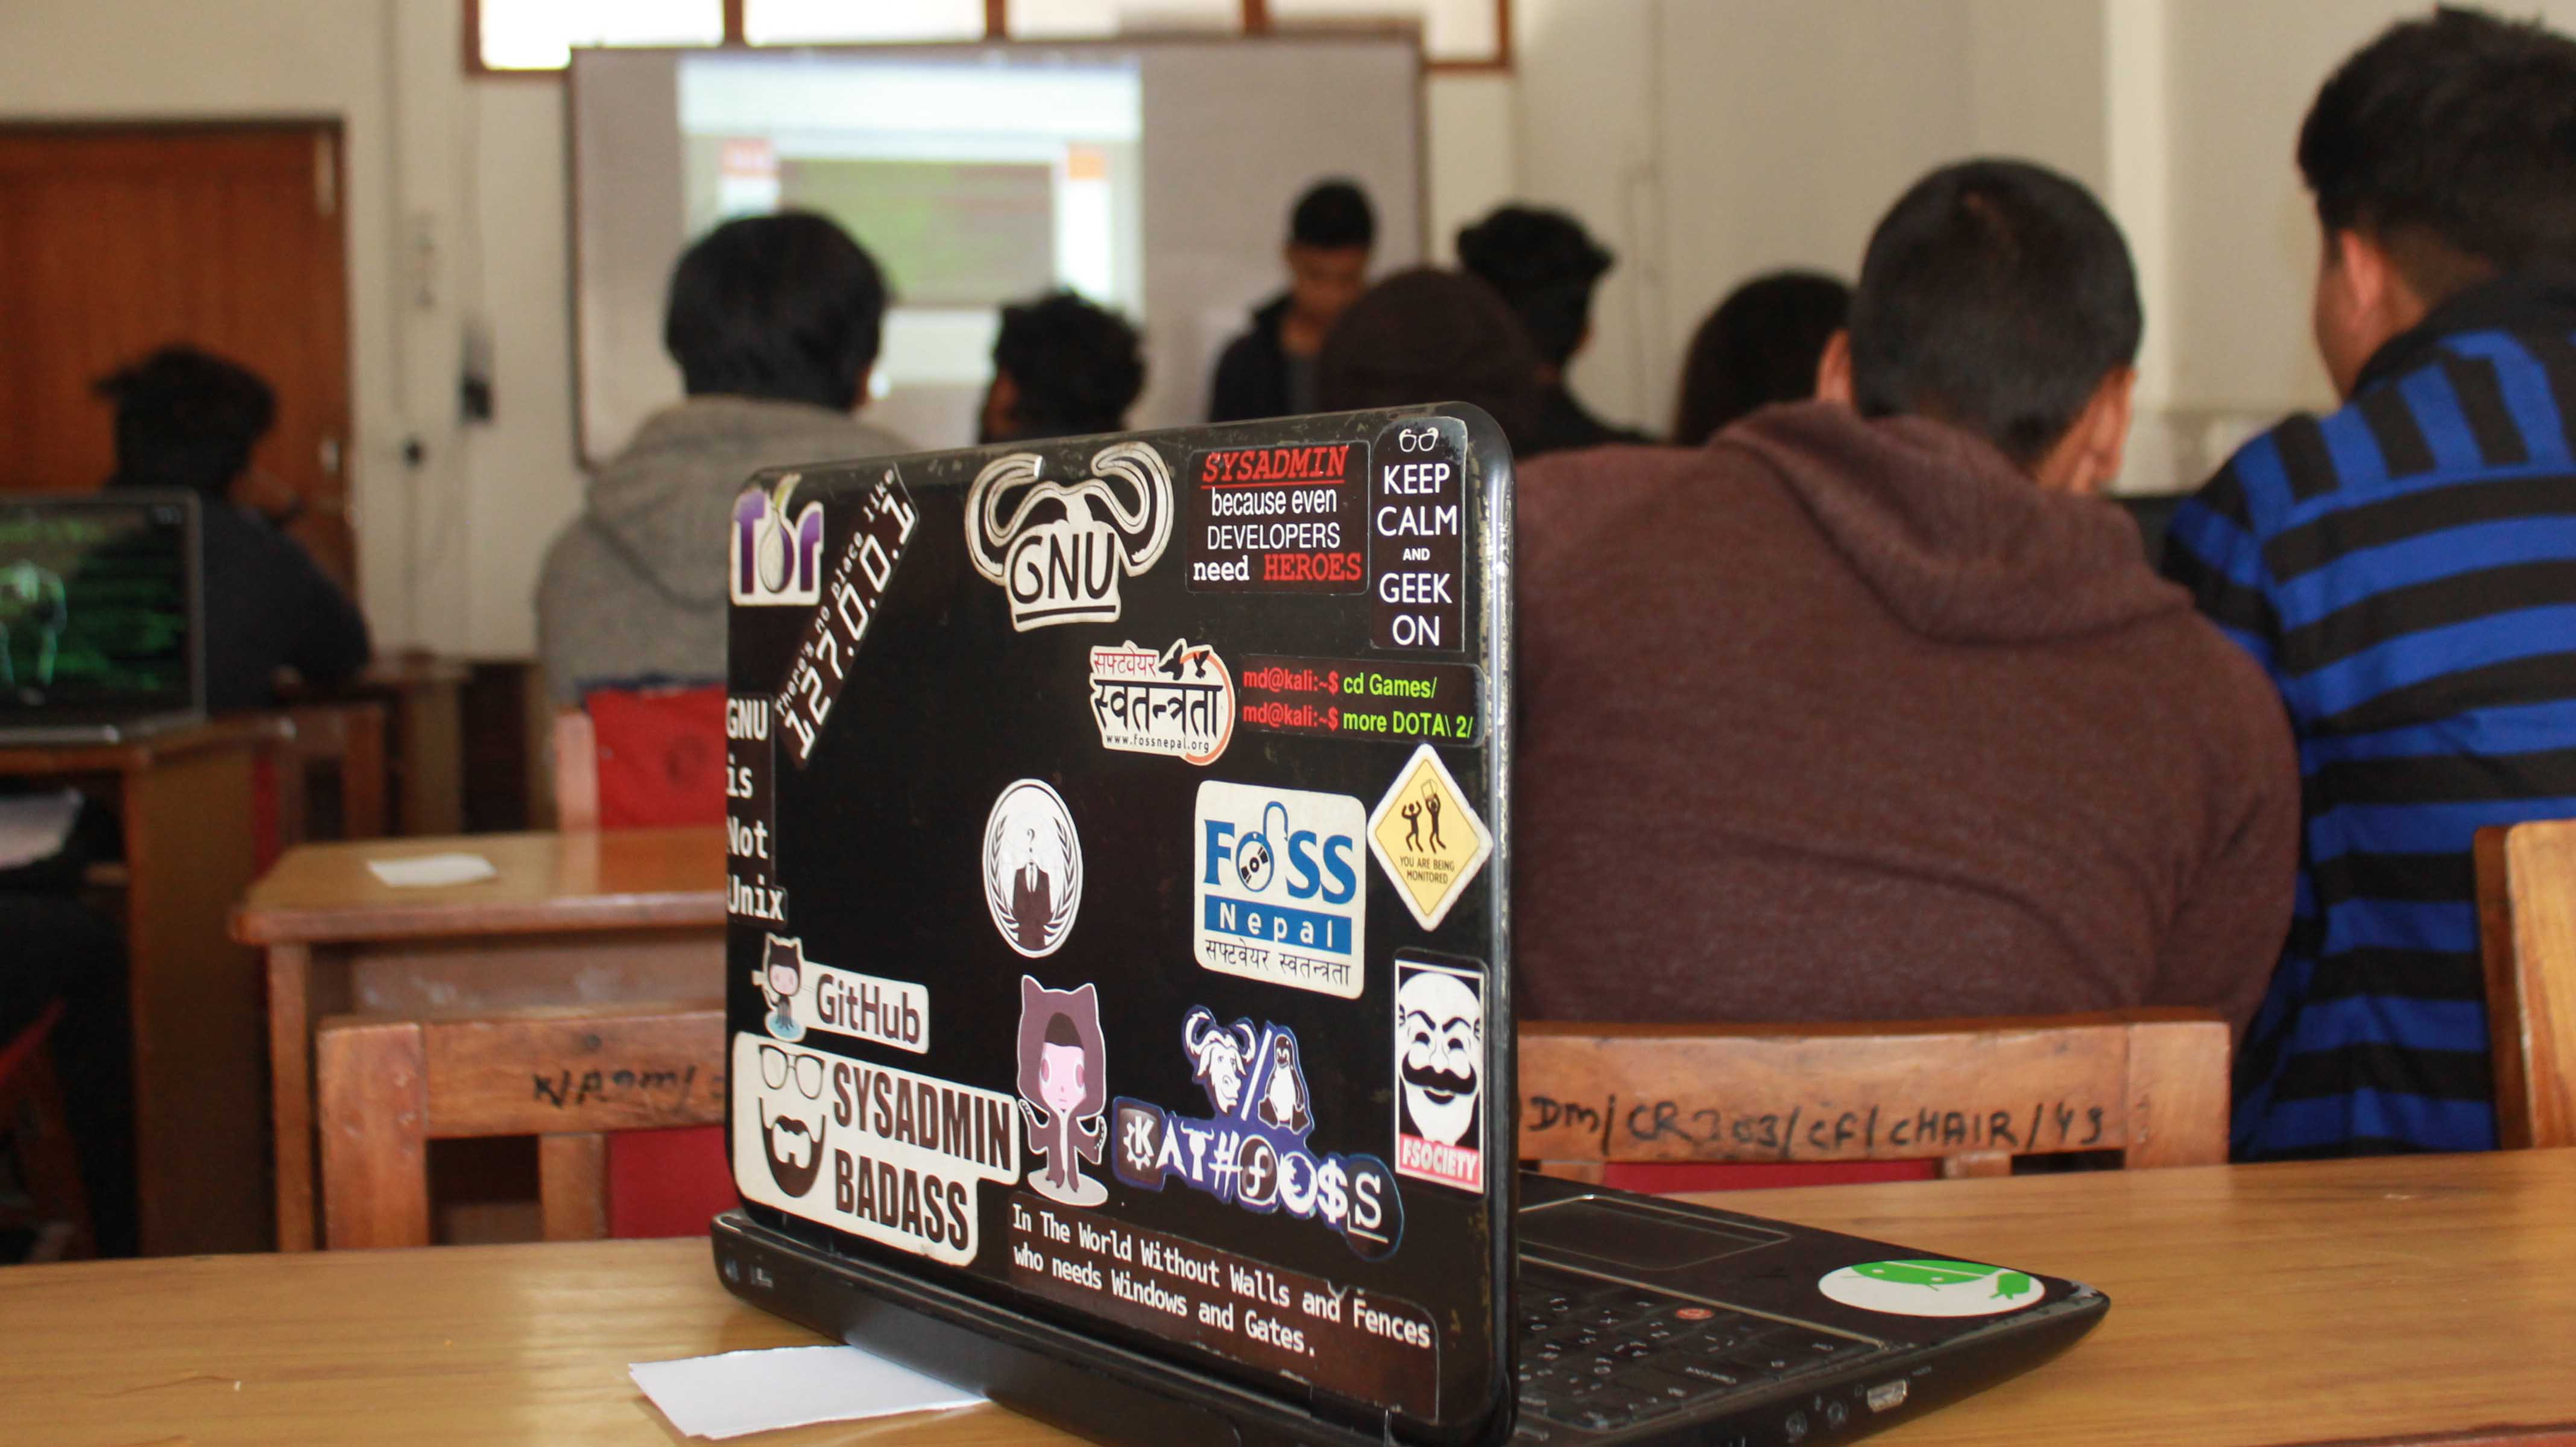 Tor
There's no place like
127.0.0.1
GNU
SYSADMIN
because even
DEVELOPERS
need HEROES
KEEP
CALM
AND
GEEK
ON
सफ्टवेयर
स्वतन्त्रता
www.fossnepal.org
md@kali:~$ cd Games/
md@kali:~$ more DOTA\ 2/
GNU
is
Not
Unix
?
FOSS
Nepal
सफ्टवेयर स्वतन्त्रता
YOU ARE BEING
MONITORED
GitHub
SYSADMIN
BADASS
KAT#FO$S
FSOCIETY
In The World Without Walls and Fences
who needs Windows and Gates.
DM/CR303/CF/CHAIR/49